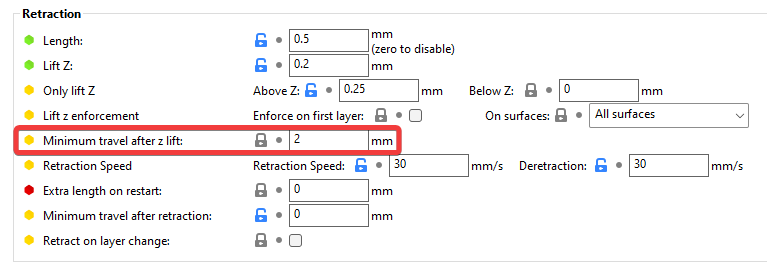 Retraction
Length: 0.5 mm
(zero to disable)
Lift Z: 0.2 mm
Only lift Z Above Z: 0.25 mm Below Z: 0 mm
Lift z enforcement Enforce on first layer: On surfaces: All surfaces
Minimum travel after z lift: 2 mm
Retraction Speed Retraction Speed: 30 mm/s Deretraction: 30 mm/s
Extra length on restart: 0 mm
Minimum travel after retraction: 0 mm
Retract on layer change: